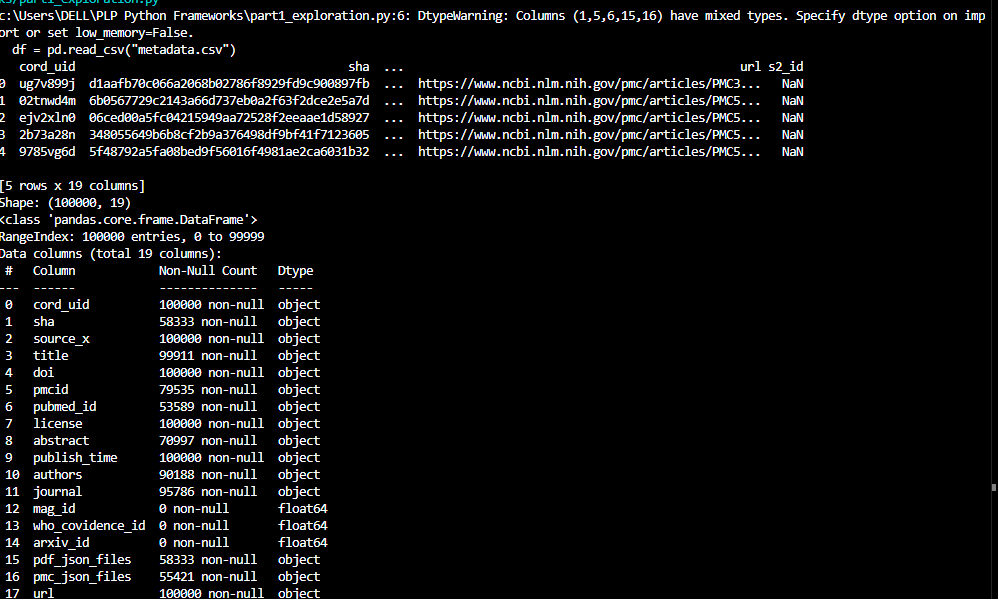 ks/part1_exploration.py
c:\Users\DELL\PLP Python Frameworks\part1_exploration.py:6: DtypeWarning: Columns (1,5,6,15,16) have mixed types. Specify dtype option on imp
ort or set low_memory=False.
  df = pd.read_csv("metadata.csv")
   cord_uid                                       sha  ...                                                url s2_id
0  ug7v899j  d1aafb70c066a2068b02786f8929fd9c900897fb  ...  https://www.ncbi.nlm.nih.gov/pmc/articles/PMC3...   NaN
1  02tnwd4m  6b0567729c2143a66d737eb0a2f63f2dce2e5a7d  ...  https://www.ncbi.nlm.nih.gov/pmc/articles/PMC5...   NaN
2  ejv2xln0  06ced00a5fc04215949aa72528f2eeaae1d58927  ...  https://www.ncbi.nlm.nih.gov/pmc/articles/PMC5...   NaN
3  2b73a28n  348055649b6b8cf2b9a376498df9bf41f7123605  ...  https://www.ncbi.nlm.nih.gov/pmc/articles/PMC5...   NaN
4  9785vg6d  5f48792a5fa08bed9f56016f4981ae2ca6031b32  ...  https://www.ncbi.nlm.nih.gov/pmc/articles/PMC5...   NaN
[5 rows x 19 columns]
Shape: (100000, 19)
<class 'pandas.core.frame.DataFrame'>
RangeIndex: 100000 entries, 0 to 99999
Data columns (total 19 columns):
 #   Column            Non-Null Count   Dtype
---  ------            --------------   -----
 0   cord_uid          100000 non-null  object
 1   sha               58333 non-null   object
 2   source_x          100000 non-null  object
 3   title             99911 non-null   object
 4   doi               100000 non-null  object
 5   pmcid             79535 non-null   object
 6   pubmed_id         53589 non-null   object
 7   license           100000 non-null  object
 8   abstract          70997 non-null   object
 9   publish_time      100000 non-null  object
 10  authors           90188 non-null   object
 11  journal           95786 non-null   object
 12  mag_id            0 non-null       float64
 13  who_covidence_id  0 non-null       float64
 14  arxiv_id          0 non-null       float64
 15  pdf_json_files    58333 non-null   object
 16  pmc_json_files    55421 non-null   object
 17  url               100000 non-null  object